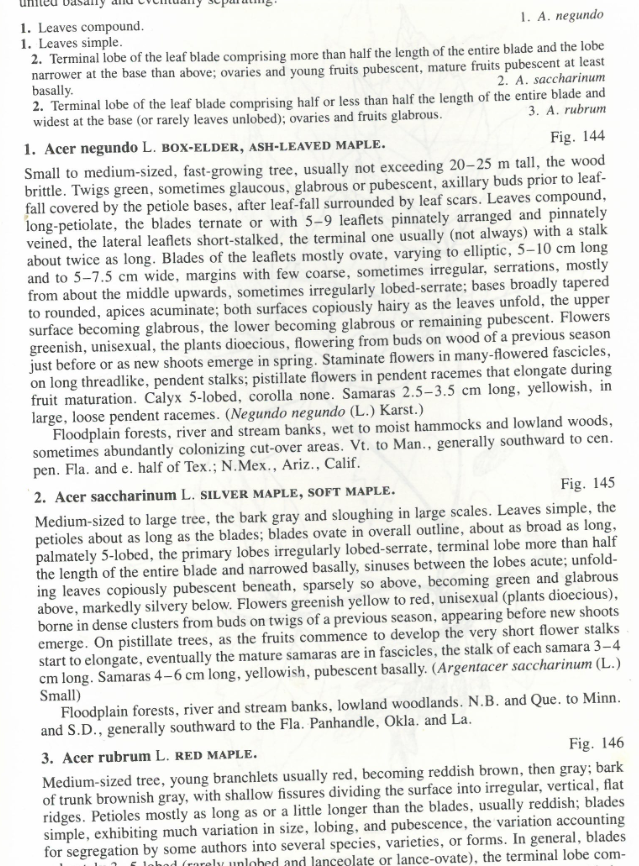 united basally and eventually separating.
1. Leaves compound. 1. A. negundo
1. Leaves simple.
2. Terminal lobe of the leaf blade comprising more than half the length of the entire blade and the lobe
narrower at the base than above; ovaries and young fruits pubescent, mature fruits pubescent at least
basally. 2. A. saccharinum
2. Terminal lobe of the leaf blade comprising half or less than half the length of the entire blade and
widest at the base (or rarely leaves unlobed); ovaries and fruits glabrous. 3. A. rubrum
1. Acer negundo L. BOX-ELDER, ASH-LEAVED MAPLE. Fig. 144
Small to medium-sized, fast-growing tree, usually not exceeding 20–25 m tall, the wood
brittle. Twigs green, sometimes glaucous, glabrous or pubescent, axillary buds prior to leaf-
fall covered by the petiole bases, after leaf-fall surrounded by leaf scars. Leaves compound,
long-petiolate, the blades ternate or with 5–9 leaflets pinnately arranged and pinnately
veined, the lateral leaflets short-stalked, the terminal one usually (not always) with a stalk
about twice as long. Blades of the leaflets mostly ovate, varying to elliptic, 5–10 cm long
and to 5–7.5 cm wide, margins with few coarse, sometimes irregular, serrations, mostly
from about the middle upwards, sometimes irregularly lobed-serrate; bases broadly tapered
to rounded, apices acuminate; both surfaces copiously hairy as the leaves unfold, the upper
surface becoming glabrous, the lower becoming glabrous or remaining pubescent. Flowers
greenish, unisexual, the plants dioecious, flowering from buds on wood of a previous season
just before or as new shoots emerge in spring. Staminate flowers in many-flowered fascicles,
on long threadlike, pendent stalks; pistillate flowers in pendent racemes that elongate during
fruit maturation. Calyx 5-lobed, corolla none. Samaras 2.5–3.5 cm long, yellowish, in
large, loose pendent racemes. (Negundo negundo (L.) Karst.)
Floodplain forests, river and stream banks, wet to moist hammocks and lowland woods,
sometimes abundantly colonizing cut-over areas. Vt. to Man., generally southward to cen.
pen. Fla. and e. half of Tex.; N.Mex., Ariz., Calif.
2. Acer saccharinum L. SILVER MAPLE, SOFT MAPLE. Fig. 145
Medium-sized to large tree, the bark gray and sloughing in large scales. Leaves simple, the
petioles about as long as the blades; blades ovate in overall outline, about as broad as long,
palmately 5-lobed, the primary lobes irregularly lobed-serrate, terminal lobe more than half
the length of the entire blade and narrowed basally, sinuses between the lobes acute; unfold-
ing leaves copiously pubescent beneath, sparsely so above, becoming green and glabrous
above, markedly silvery below. Flowers greenish yellow to red, unisexual (plants dioecious),
borne in dense clusters from buds on twigs of a previous season, appearing before new shoots
emerge. On pistillate trees, as the fruits commence to develop the very short flower stalks
start to elongate, eventually the mature samaras are in fascicles, the stalk of each samara 3–4
cm long. Samaras 4–6 cm long, yellowish, pubescent basally. (Argentacer saccharinum (L.)
Small)
Floodplain forests, river and stream banks, lowland woodlands. N.B. and Que. to Minn.
and S.D., generally southward to the Fla. Panhandle, Okla. and La.
3. Acer rubrum L. RED MAPLE. Fig. 146
Medium-sized tree, young branchlets usually red, becoming reddish brown, then gray; bark
of trunk brownish gray, with shallow fissures dividing the surface into irregular, vertical, flat
ridges. Petioles mostly as long as or a little longer than the blades, usually reddish; blades
simple, exhibiting much variation in size, lobing, and pubescence, the variation accounting
for segregation by some authors into several species, varieties, or forms. In general, blades
3–5-lobed (rarely unlobed and lanceolate or lance-ovate), the terminal lobe com-